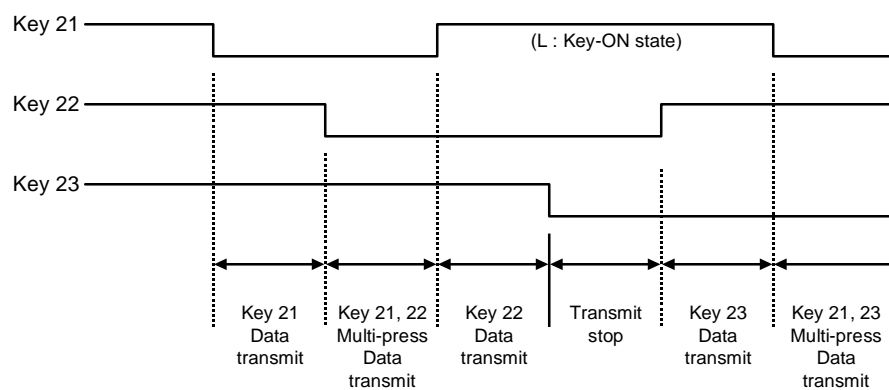 Key 21
(L : Key-ON state)
Key 22
Key 23
Key 21
Data
transmit
Key 21, 22
Multi-press
Data
transmit
Key 22
Data
transmit
Transmit
stop
Key 23
Data
transmit
Key 21, 23
Multi-press
Data
transmit